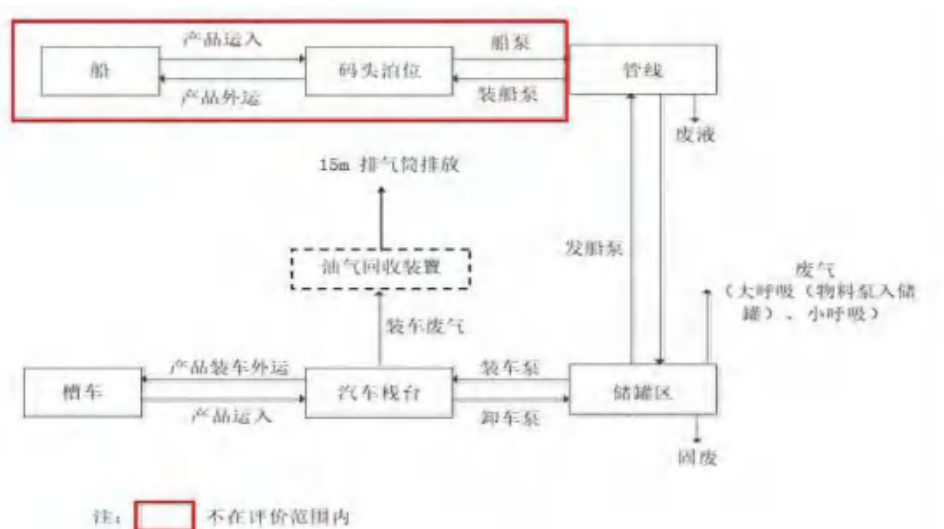 产品运入
船泵
船
码头泊位
管线
产品外运
装船泵
废液
15m 排气筒排放
发船泵
油气回收装置
废气
(大呼吸(物料泵入储
罐)、小呼吸)
装车废气
产品装车外运
装车泵
槽车
汽车栈台
储罐区
产品运入
卸车泵
固废
注:
不在评价范围内